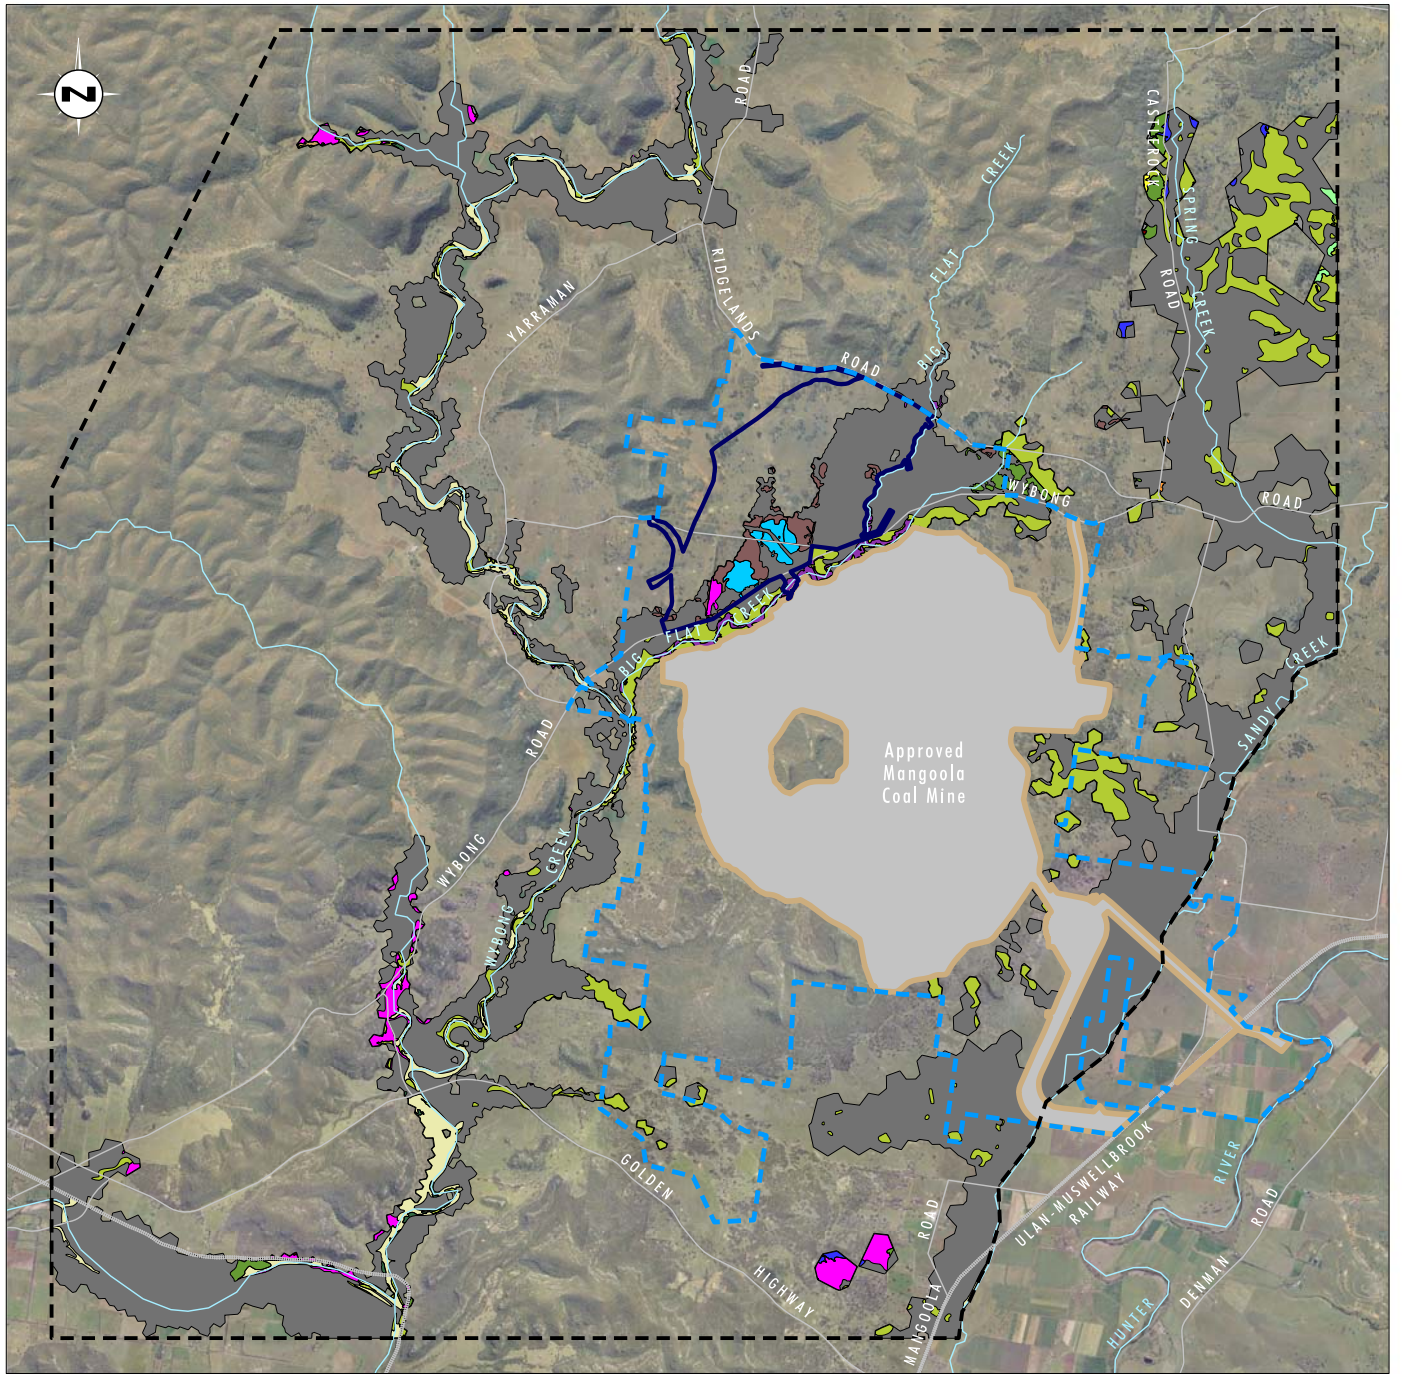 N
ROAD
CASTLEROCK
ROAD
SPRING
CREEK
BIG
FLAT
CREEK
YARRAMAN
RIDGELANDS
ROAD
WYBONG
ROAD
BIG
FLAT
CREEK
SANDY
CREEK
Approved
Mangoola
Coal Mine
WYBONG
ROAD
WYBONG
CREEK
GOLDEN
HIGHWAY
MANGOOLA
ROAD
ULAN-MUSWELLBROOK
RAILWAY
HUNTER
RIVER
DENMAN
ROAD